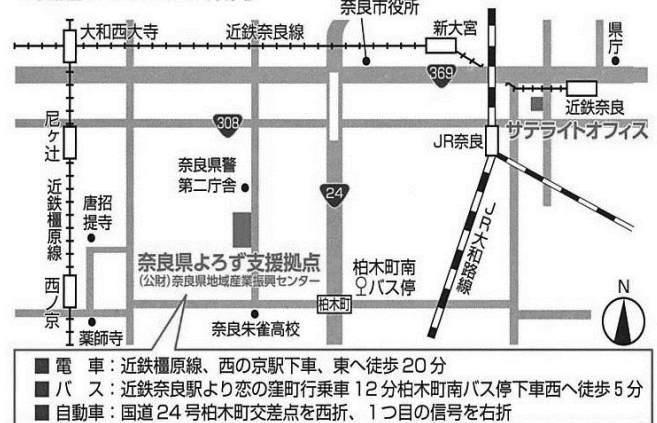 奈良市役所
大和西大寺
近鉄奈良線
新大宮
県庁
369
近鉄奈良
サテライトオフィス
尼ヶ辻
308
JR奈良
奈良県警
第二庁舎
24
近鉄橿原線
唐招
提寺
JR大和路線
奈良県よろず支援拠点
(公財)奈良県地域産業振興センター
柏木町南
バス停
西ノ京
柏木町
N
薬師寺
奈良朱雀高校
■ 電　車：近鉄橿原線、西の京駅下車、東へ徒歩20分
■ バ　ス：近鉄奈良駅より恋の窪町行乗車12分柏木町南バス停下車西へ徒歩5分
■ 自動車：国道24号柏木町交差点を西折、1つ目の信号を右折